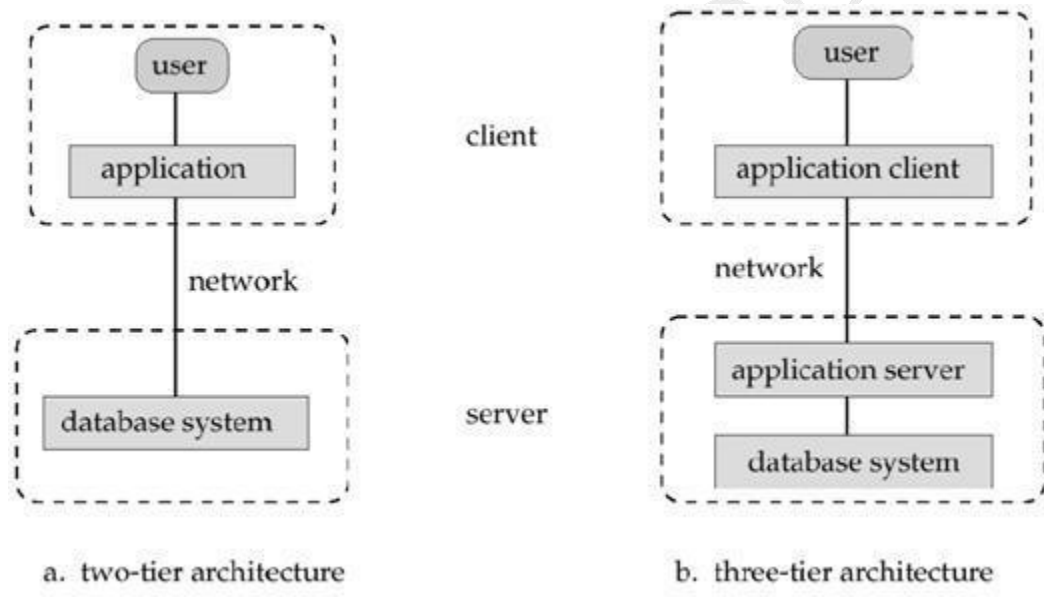 user
application
network
database system
client
server
user
application client
network
application server
database system
a. two-tier architecture
b. three-tier architecture